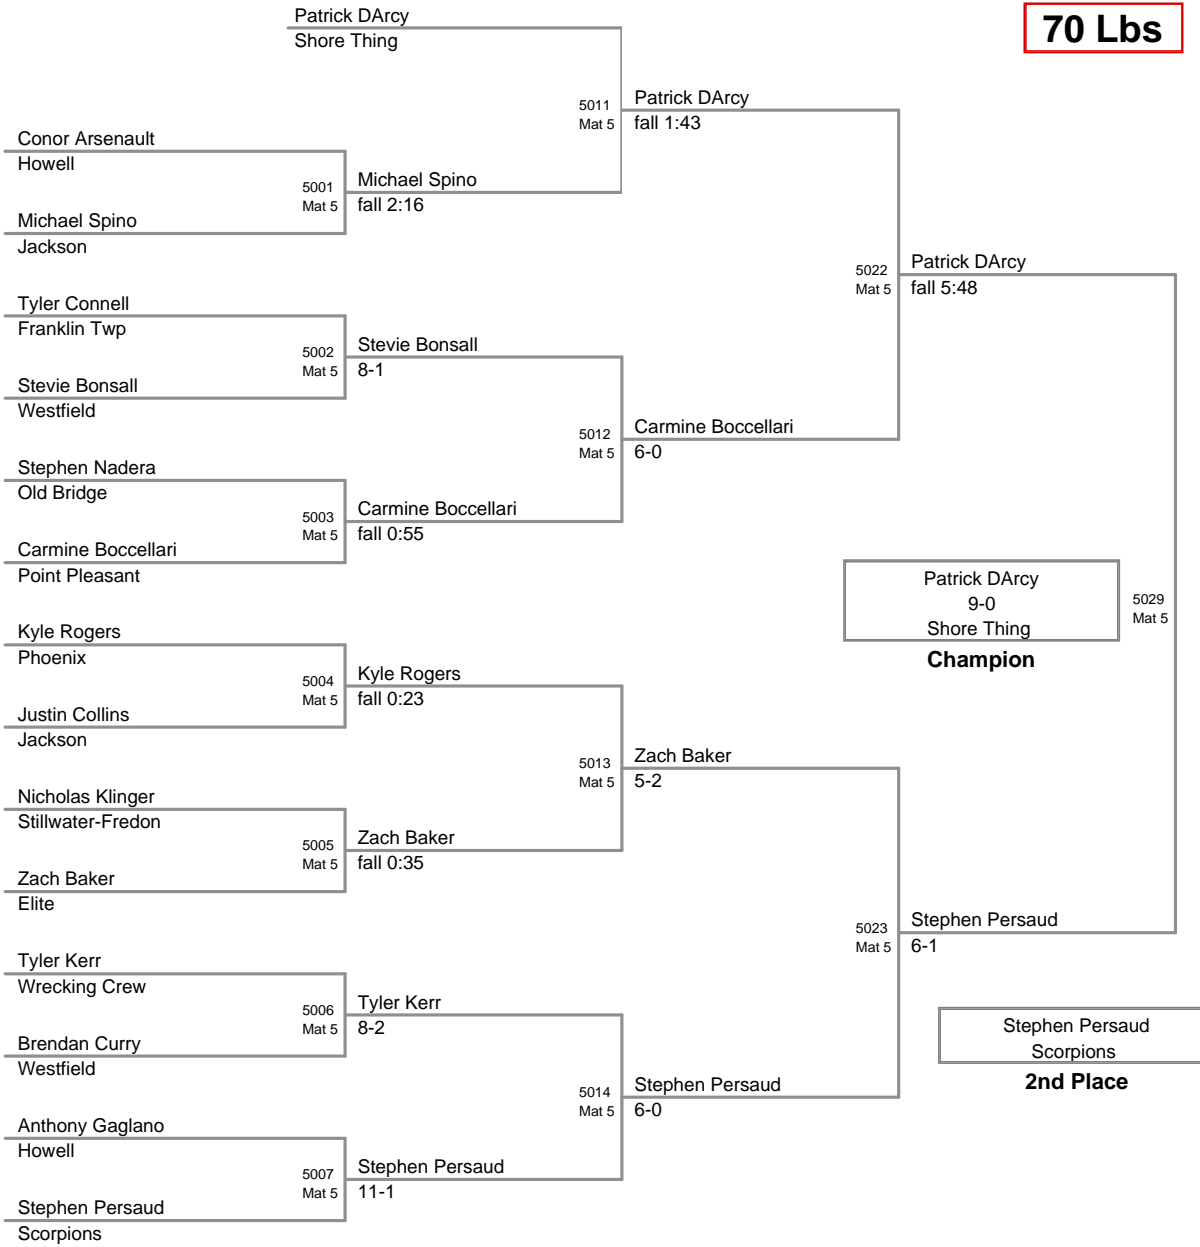 Patrick DArcy
Shore Thing
70 Lbs
5011
Mat 5
Patrick DArcy
fall 1:43
Conor Arsenault
Howell
5001
Mat 5
Michael Spino
fall 2:16
Michael Spino
Jackson
5022
Mat 5
Patrick DArcy
fall 5:48
Tyler Connell
Franklin Twp
5002
Mat 5
Stevie Bonsall
8-1
Stevie Bonsall
Westfield
5012
Mat 5
Carmine Boccellari
6-0
Stephen Nadera
Old Bridge
5003
Mat 5
Carmine Boccellari
fall 0:55
Carmine Boccellari
Point Pleasant
Patrick DArcy
9-0
Shore Thing
Champion
5029
Mat 5
Kyle Rogers
Phoenix
5004
Mat 5
Kyle Rogers
fall 0:23
Justin Collins
Jackson
5013
Mat 5
Zach Baker
5-2
Nicholas Klinger
Stillwater-Fredon
5005
Mat 5
Zach Baker
fall 0:35
Zach Baker
Elite
5023
Mat 5
Stephen Persaud
6-1
Tyler Kerr
Wrecking Crew
5006
Mat 5
Tyler Kerr
8-2
Brendan Curry
Westfield
Stephen Persaud
Scorpions
2nd Place
5014
Mat 5
Stephen Persaud
6-0
Anthony Gaglano
Howell
5007
Mat 5
Stephen Persaud
11-1
Stephen Persaud
Scorpions